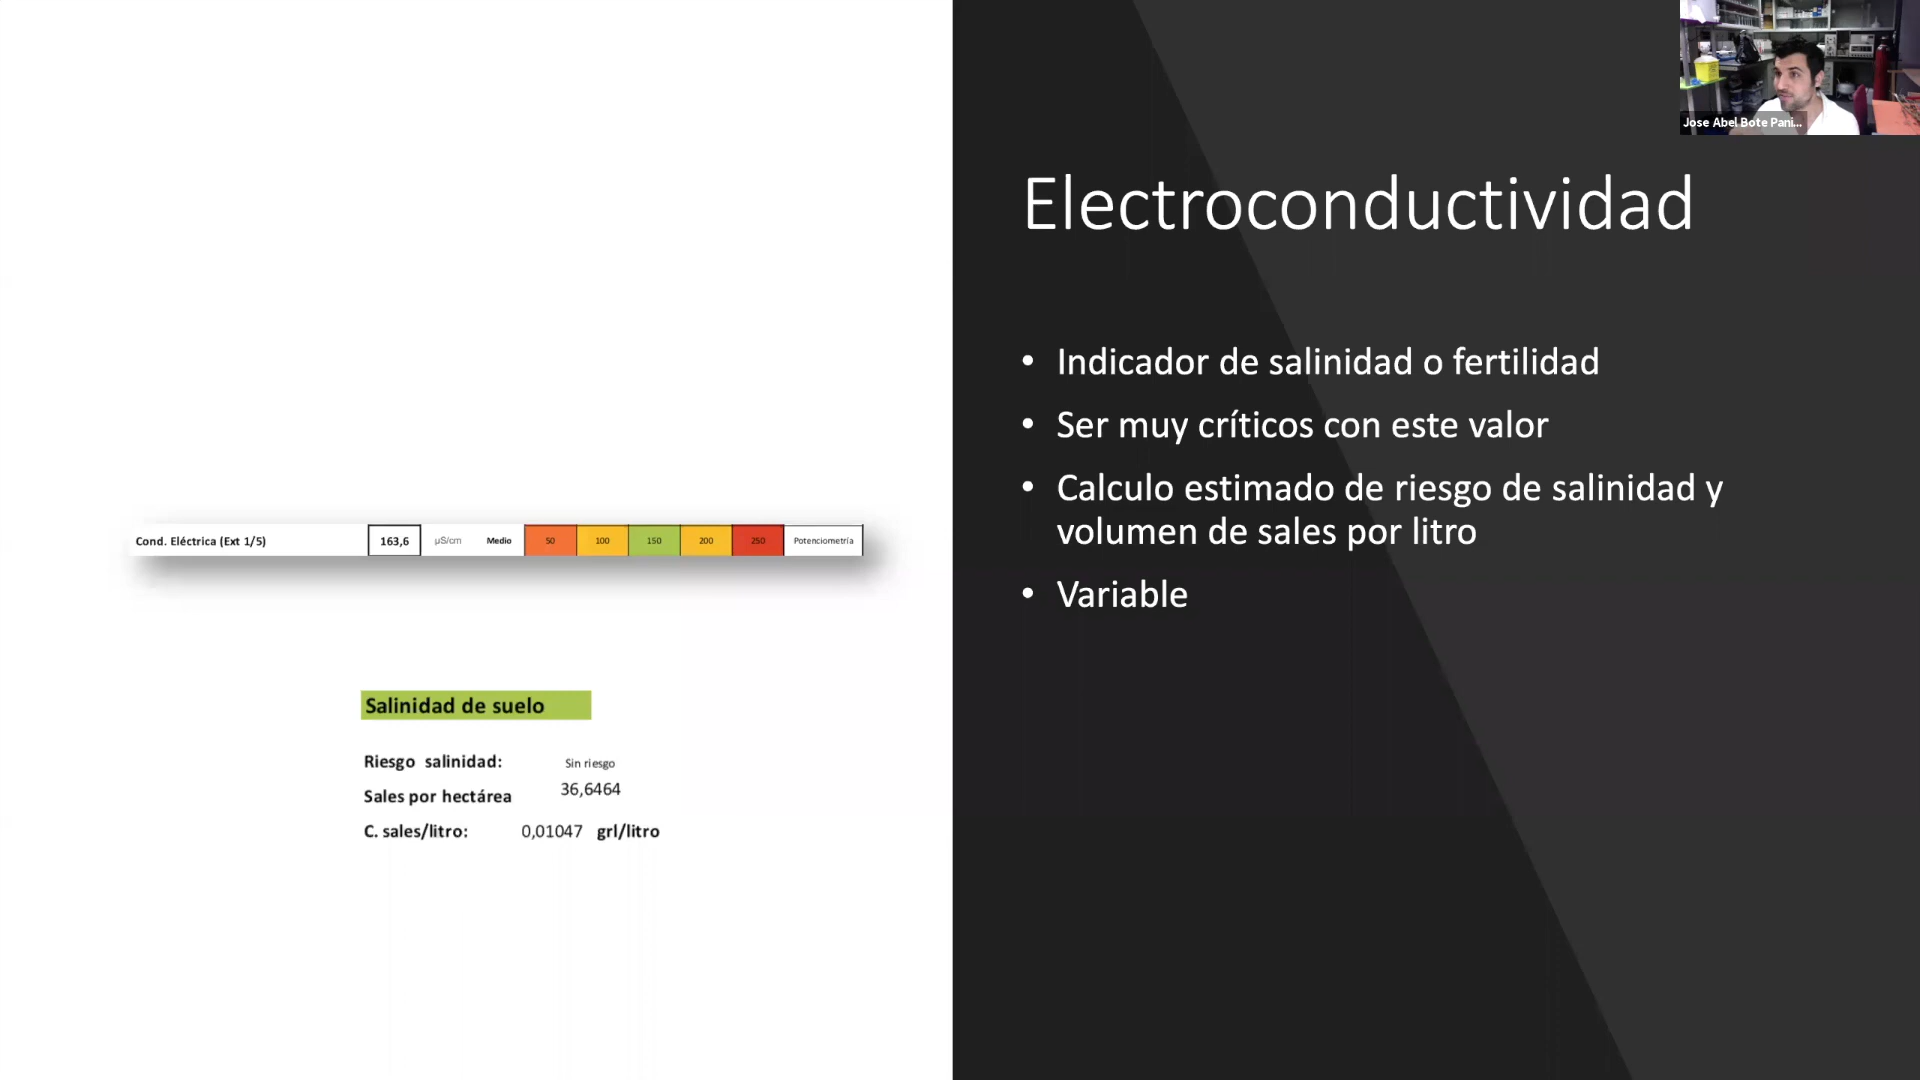 Jose Abel Bote Pani...
Electroconductividad
• Indicador de salinidad o fertilidad
• Ser muy críticos con este valor
• Calculo estimado de riesgo de salinidad y
volumen de sales por litro
• Variable
Cond. Eléctrica (Ext 1/5) 163,6 µS/cm Medio 50 100 150 200 250 Potenciometría
Salinidad de suelo
Riesgo salinidad: Sin riesgo
Sales por hectárea 36,6464
C. sales/litro: 0,01047 grl/litro